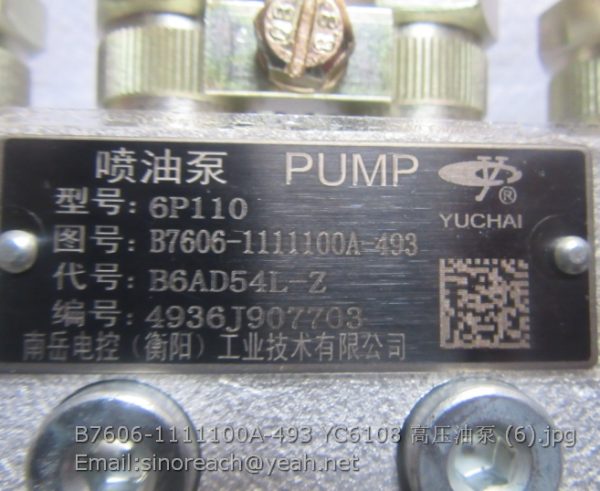 喷油泵 PUMP
®
YUCHAI
型号: 6P110
图号: B7606-1111100A-493
代号: B6AD54L-Z
编号: 4936J907703
南岳电控（衡阳）工业技术有限公司
B7606-1111100A-493 YC6108 高压油泵 (6).jpg
Email:sinoreach@yeah.net